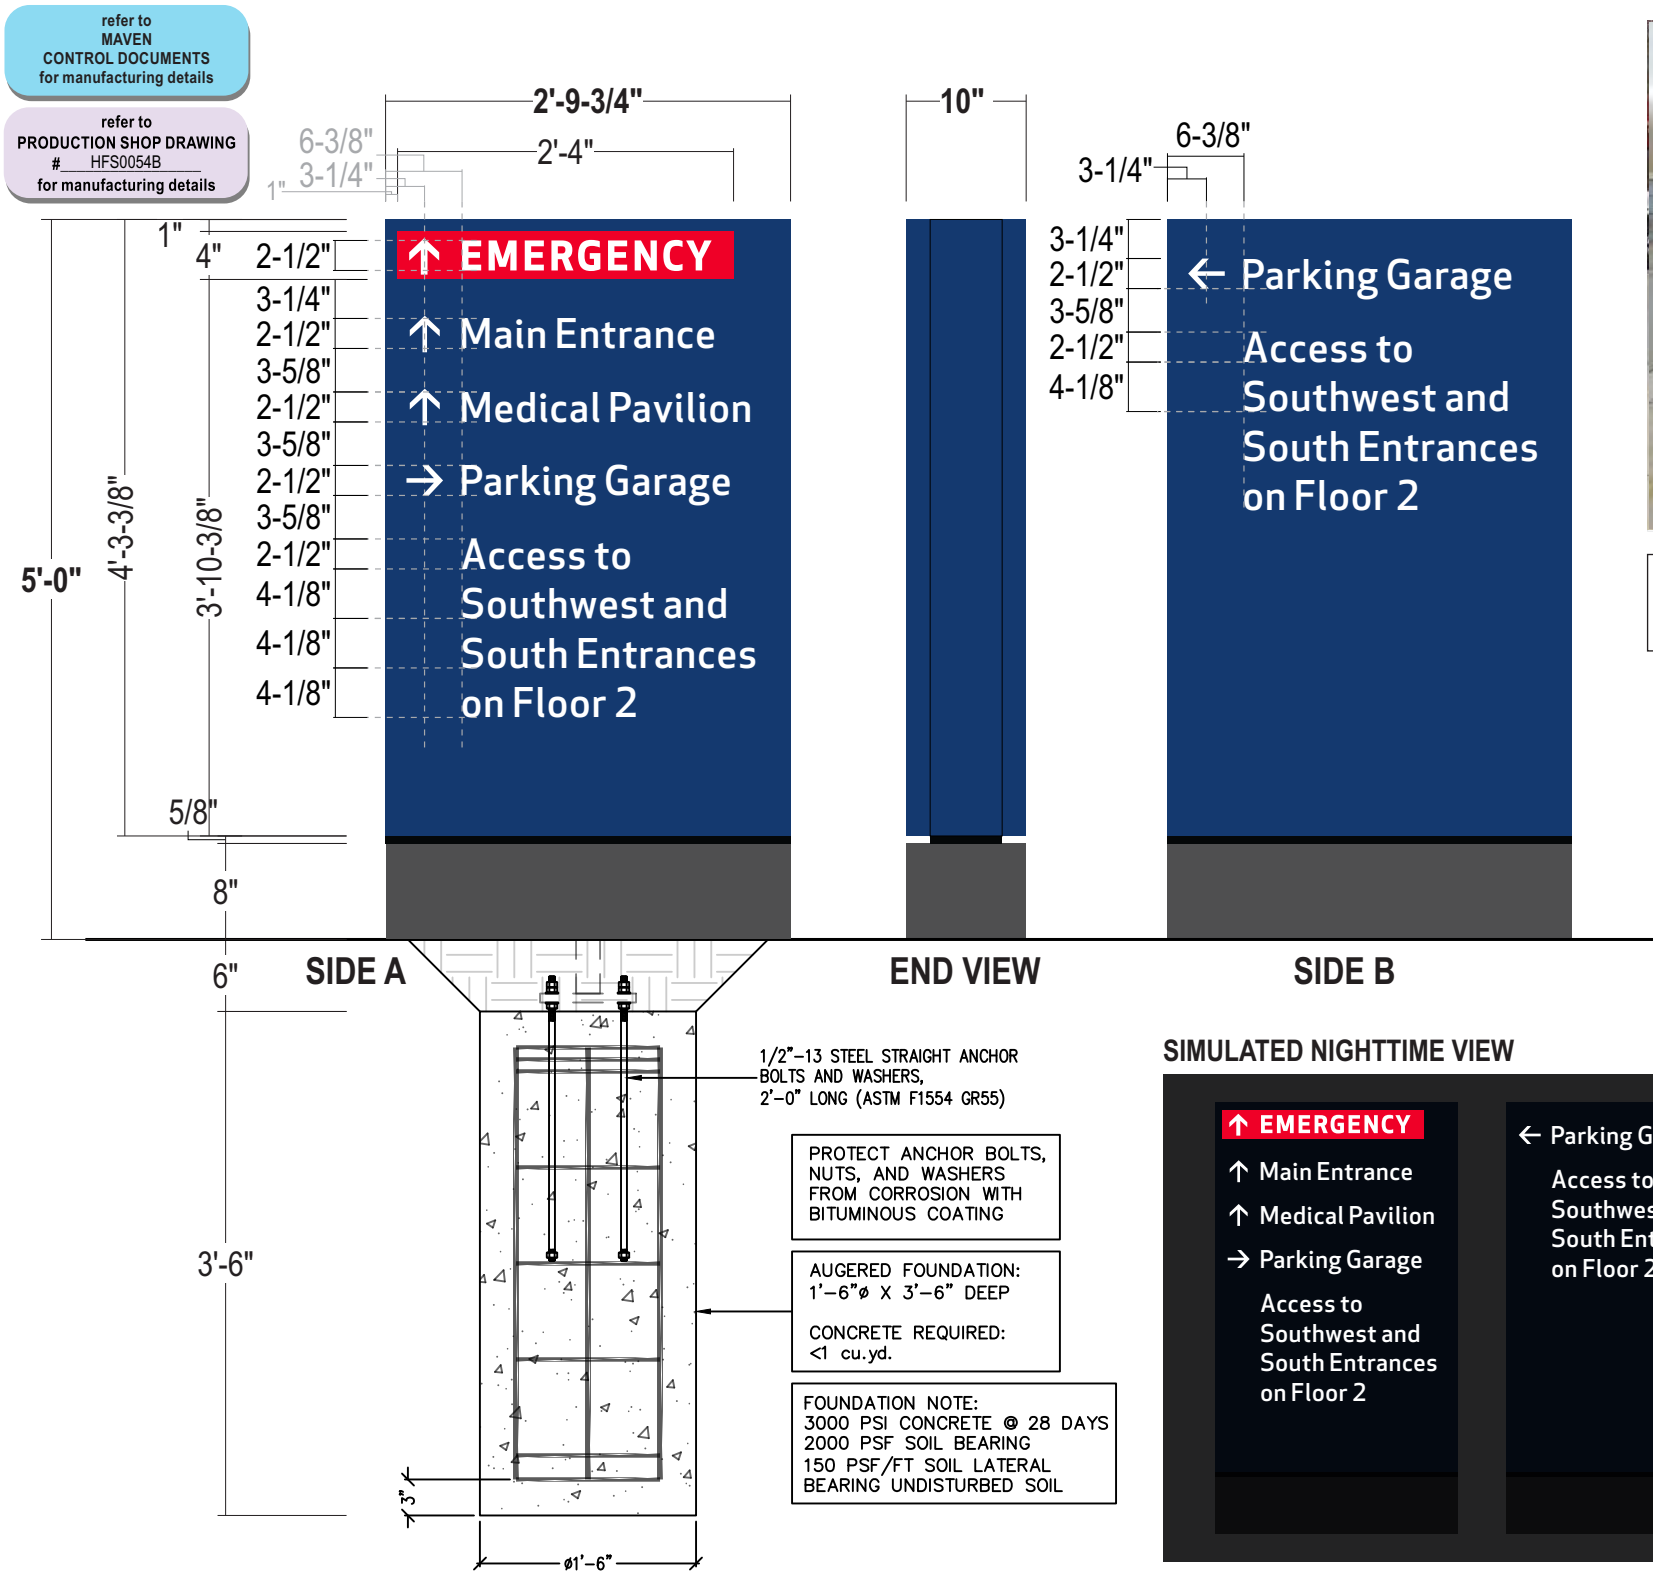 refer to
MAVEN
CONTROL DOCUMENTS
for manufacturing details
refer to
PRODUCTION SHOP DRAWING
# HFS0054B
for manufacturing details
2'-9-3/4"
6-3/8"
2'-4"
1" 3-1/4"
10"
6-3/8"
3-1/4"
1"
4"
2-1/2"
3-1/4"
2-1/2"
3-5/8"
2-1/2"
3-5/8"
2-1/2"
3-5/8"
2-1/2"
4-1/8"
4-1/8"
4-1/8"
5'-0"
4'-3-3/8"
3'-10-3/8"
5/8"
8"
6"
3'-6"
↑ EMERGENCY
↑ Main Entrance
↑ Medical Pavilion
→ Parking Garage
Access to
Southwest and
South Entrances
on Floor 2
3-1/4"
2-1/2"
3-5/8"
2-1/2"
4-1/8"
← Parking Garage
Access to
Southwest and
South Entrances
on Floor 2
SIDE A
END VIEW
SIDE B
1/2"-13 STEEL STRAIGHT ANCHOR
BOLTS AND WASHERS,
2'-0" LONG (ASTM F1554 GR55)
PROTECT ANCHOR BOLTS,
NUTS, AND WASHERS
FROM CORROSION WITH
BITUMINOUS COATING
AUGERED FOUNDATION:
1'-6"ø X 3'-6" DEEP
CONCRETE REQUIRED:
<1 cu.yd.
FOUNDATION NOTE:
3000 PSI CONCRETE @ 28 DAYS
2000 PSF SOIL BEARING
150 PSF/FT SOIL LATERAL
BEARING UNDISTURBED SOIL
3"
ø1'-6"
SIMULATED NIGHTTIME VIEW
↑ EMERGENCY
↑ Main Entrance
↑ Medical Pavilion
→ Parking Garage
Access to
Southwest and
South Entrances
on Floor 2
← Parking G
Access to
Southwes
South Ent
on Floor 2